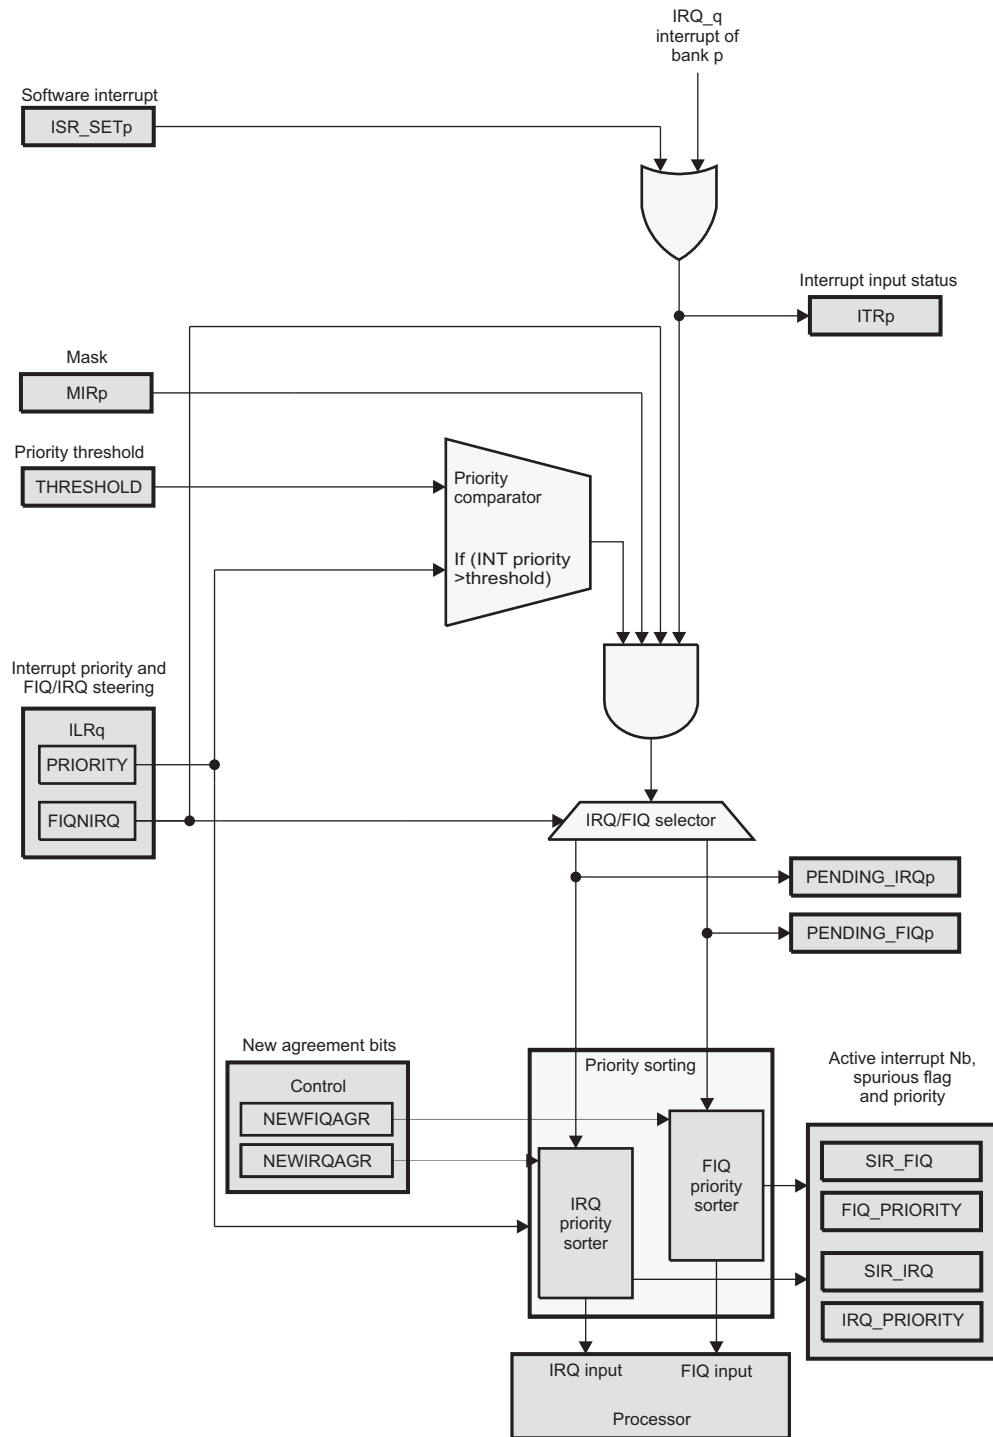 IRQ_q
interrupt of
bank p
Software interrupt
ISR_SETp
Interrupt input status
ITRp
Mask
MIRp
Priority threshold
THRESHOLD
Priority
comparator
If (INT priority
>threshold)
Interrupt priority and
FIQ/IRQ steering
ILRq
PRIORITY
FIQNIRQ
IRQ/FIQ selector
PENDING_IRQp
PENDING_FIQp
New agreement bits
Control
NEWFIQAGR
NEWIRQAGR
Priority sorting
IRQ
priority
sorter
FIQ
priority
sorter
Active interrupt Nb,
spurious flag
and priority
SIR_FIQ
FIQ_PRIORITY
SIR_IRQ
IRQ_PRIORITY
IRQ input
FIQ input
Processor